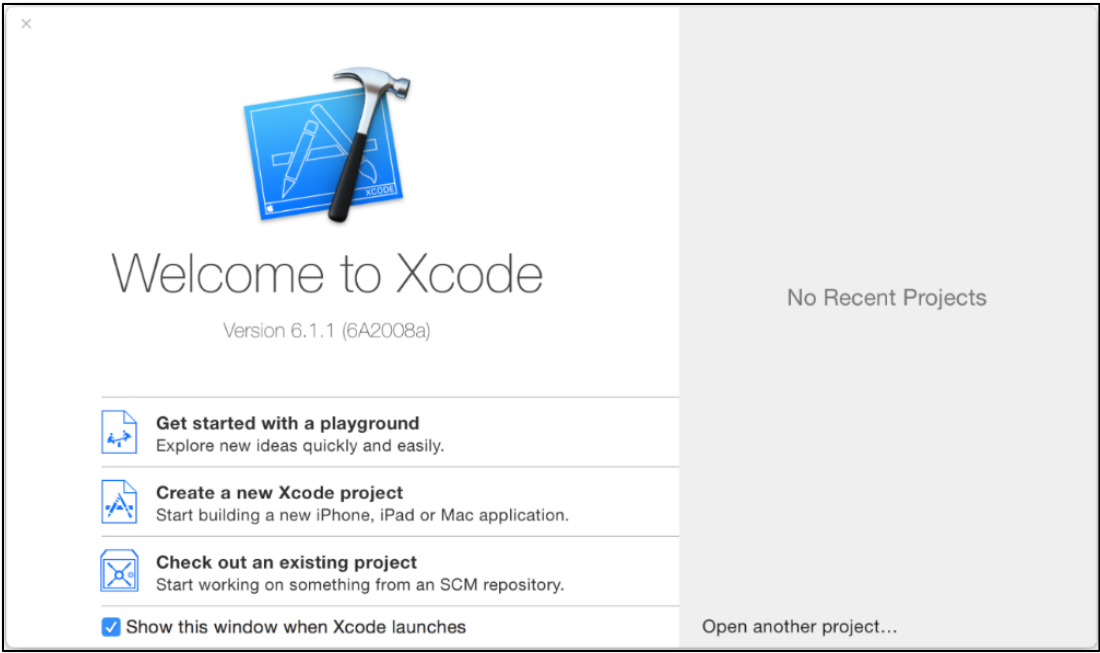 XCODE
Welcome to Xcode
Version 6.1.1 (6A2008a)
Get started with a playground
Explore new ideas quickly and easily.
Create a new Xcode project
Start building a new iPhone, iPad or Mac application.
Check out an existing project
Start working on something from an SCM repository.
Show this window when Xcode launches
No Recent Projects
Open another project...